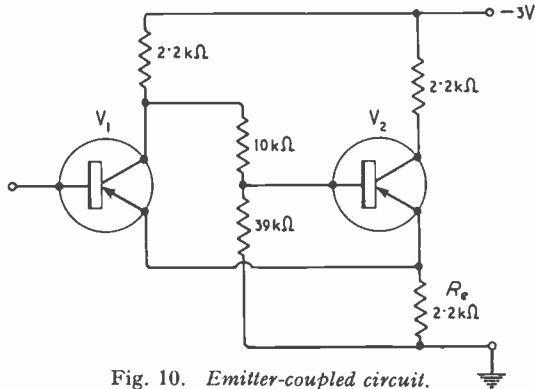 −3V
2·2kΩ
2·2kΩ
V₁
V₂
10kΩ
39kΩ
Rₑ
2·2kΩ
Fig. 10. Emitter-coupled circuit.